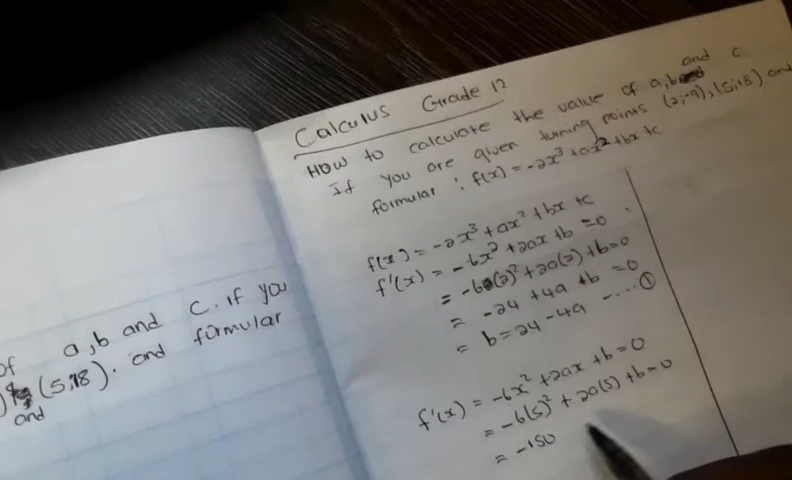 of a,b and c. if you
(5;18). and formular
and
Calculus Grade 12
How to calculate the value of a,b and c
If you are given turning points (2;-9), (5;18) and
formular : f(x) = -2x³ + ax² + bx + c
f(x) = -2x³ + ax² + bx + c
f'(x) = -6x² + 2ax + b = 0
= -6(2)² + 2a(2) + b = 0
= -24 + 4a + b = 0
= b = 24 - 4a ---- ①
f'(x) = -6x² + 2ax + b = 0
= -6(5)² + 2a(5) + b = 0
= -150